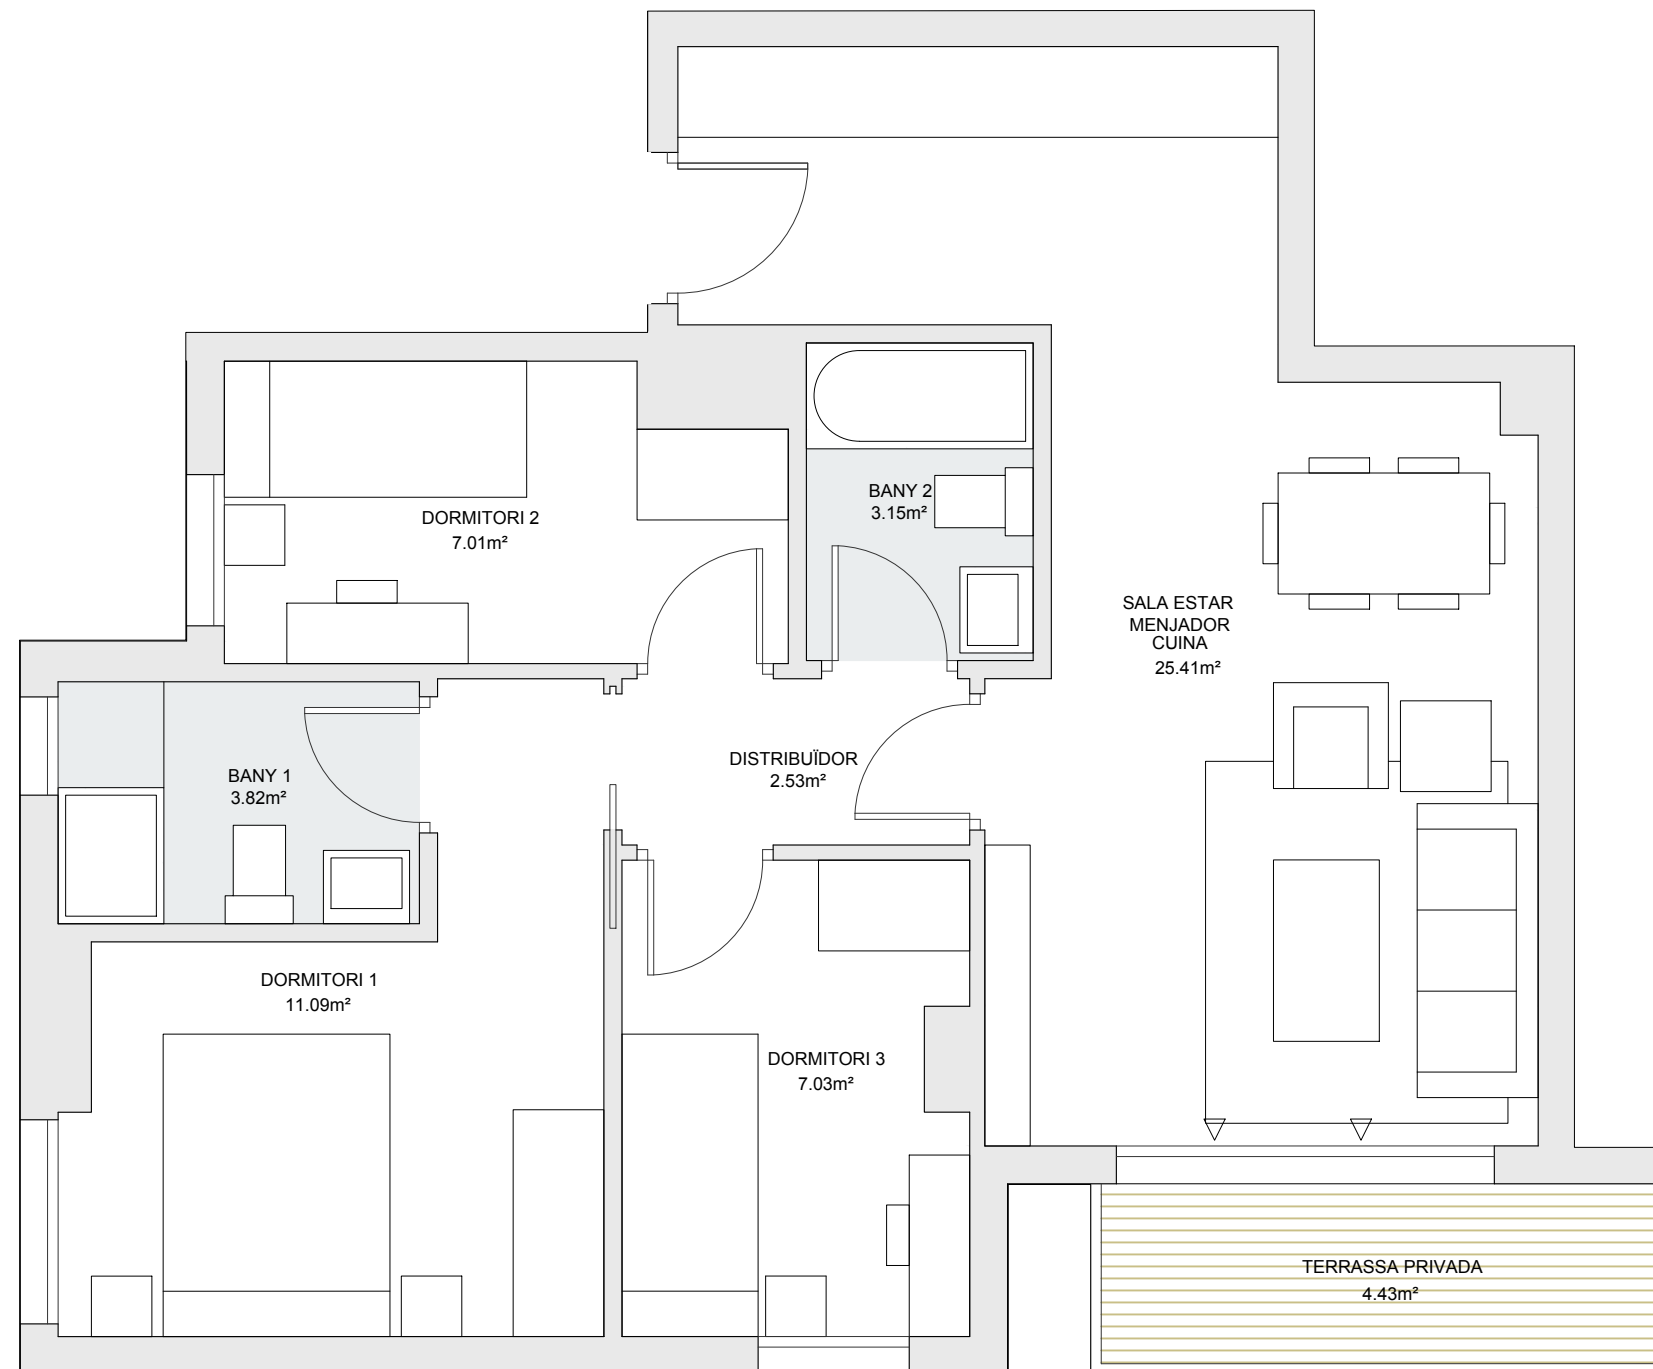 BANY 2
3.15m²
DORMITORI 2
7.01m²
SALA ESTAR
MENJADOR
CUINA
25.41m²
DISTRIBUÏDOR
2.53m²
BANY 1
3.82m²
DORMITORI 1
11.09m²
DORMITORI 3
7.03m²
TERRASSA PRIVADA
4.43m²